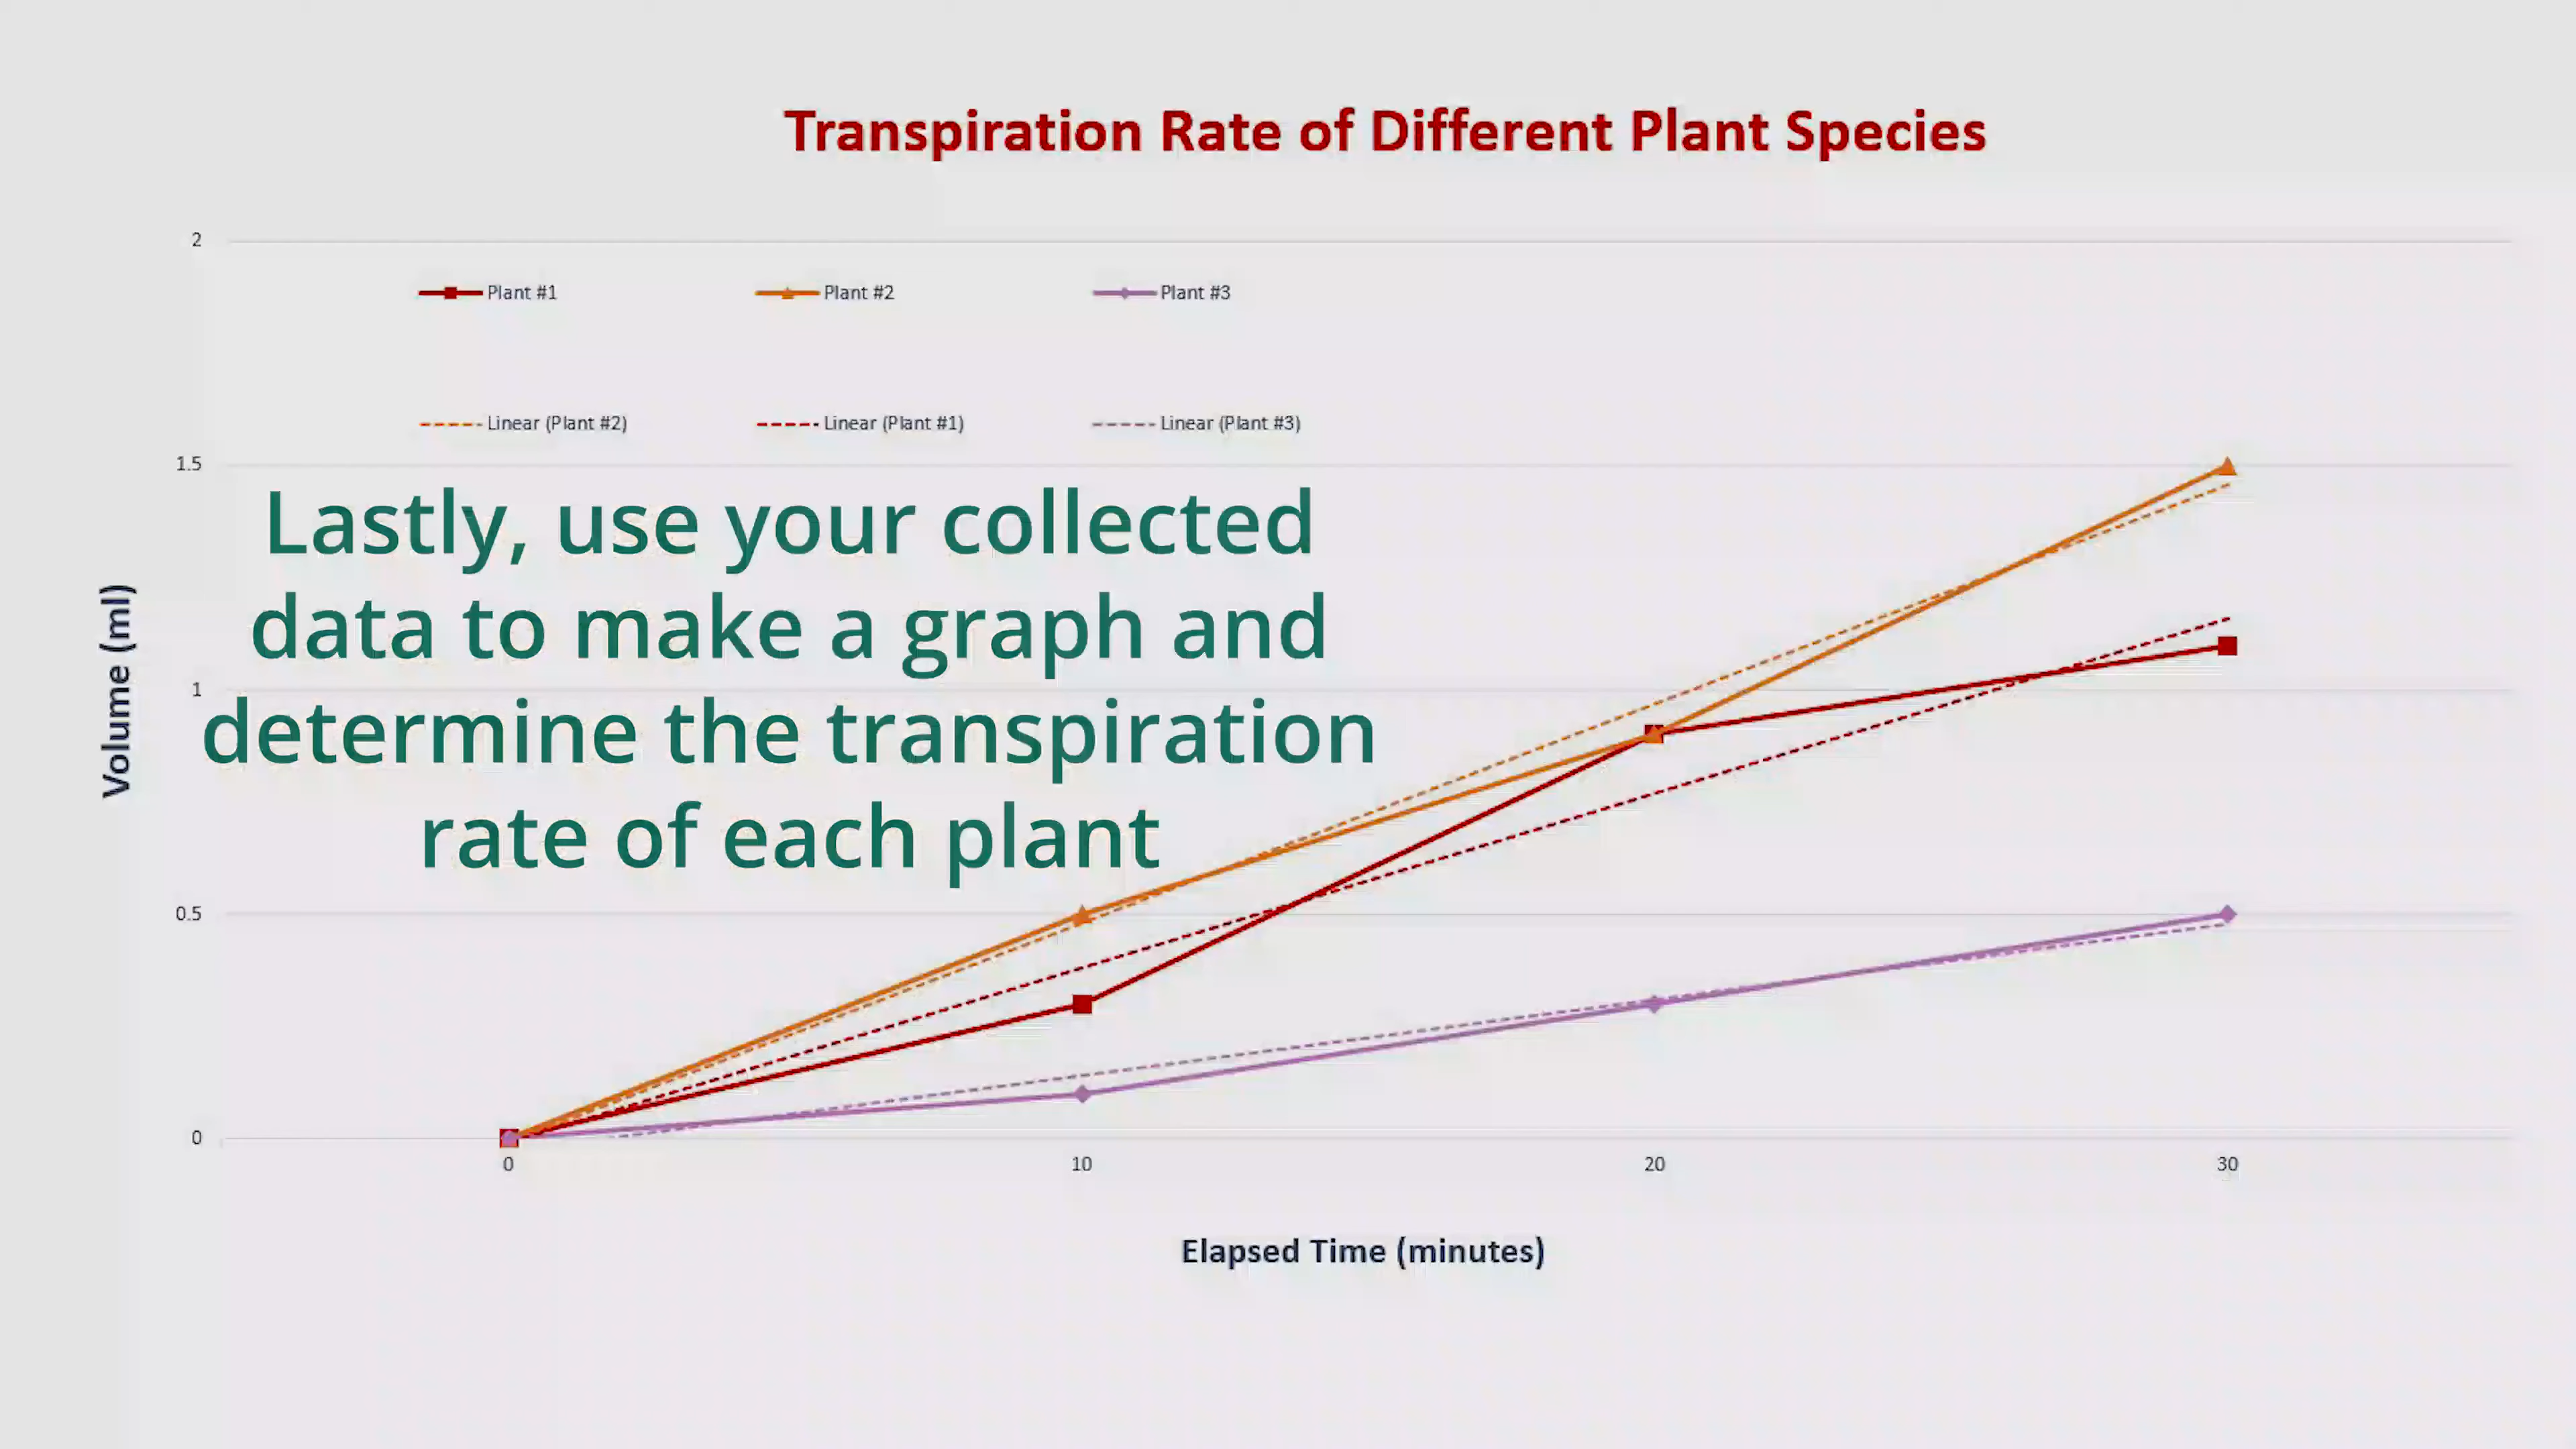 Transpiration Rate of Different Plant Species
2
Plant #1 Plant #2 Plant #3
Linear (Plant #2) Linear (Plant #1) Linear (Plant #3)
1.5
Lastly, use your collected
data to make a graph and
determine the transpiration
rate of each plant
Volume (ml)
1
0.5
0
0 10 20 30
Elapsed Time (minutes)